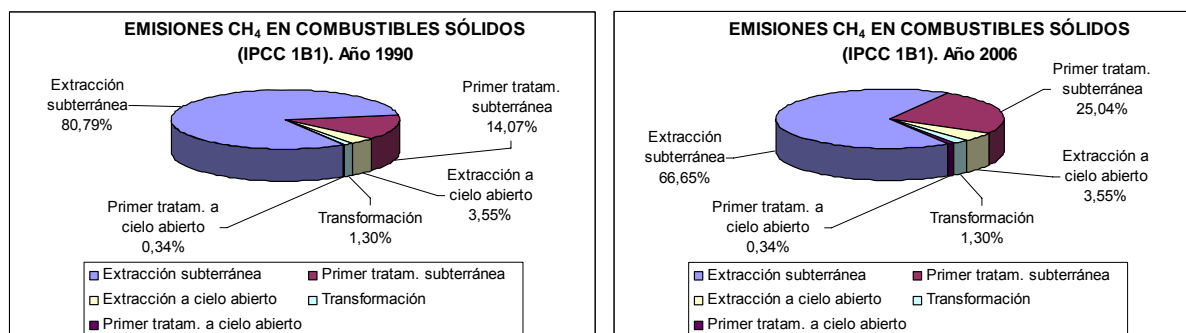 EMISIONES CH₄ EN COMBUSTIBLES SÓLIDOS
(IPCC 1B1). Año 1990
Extracción
subterránea
80,79%
Primer tratam.
subterránea
14,07%
Extracción a
cielo abierto
3,55%
Transformación
1,30%
Primer tratam. a
cielo abierto
0,34%
Extracción subterránea
Primer tratam. subterránea
Extracción a cielo abierto
Transformación
Primer tratam. a cielo abierto
EMISIONES CH₄ EN COMBUSTIBLES SÓLIDOS
(IPCC 1B1). Año 2006
Primer tratam.
subterránea
25,04%
Extracción
subterránea
66,65%
Extracción a
cielo abierto
3,55%
Primer tratam. a
cielo abierto
0,34%
Transformación
1,30%
Extracción subterránea
Primer tratam. subterránea
Extracción a cielo abierto
Transformación
Primer tratam. a cielo abierto